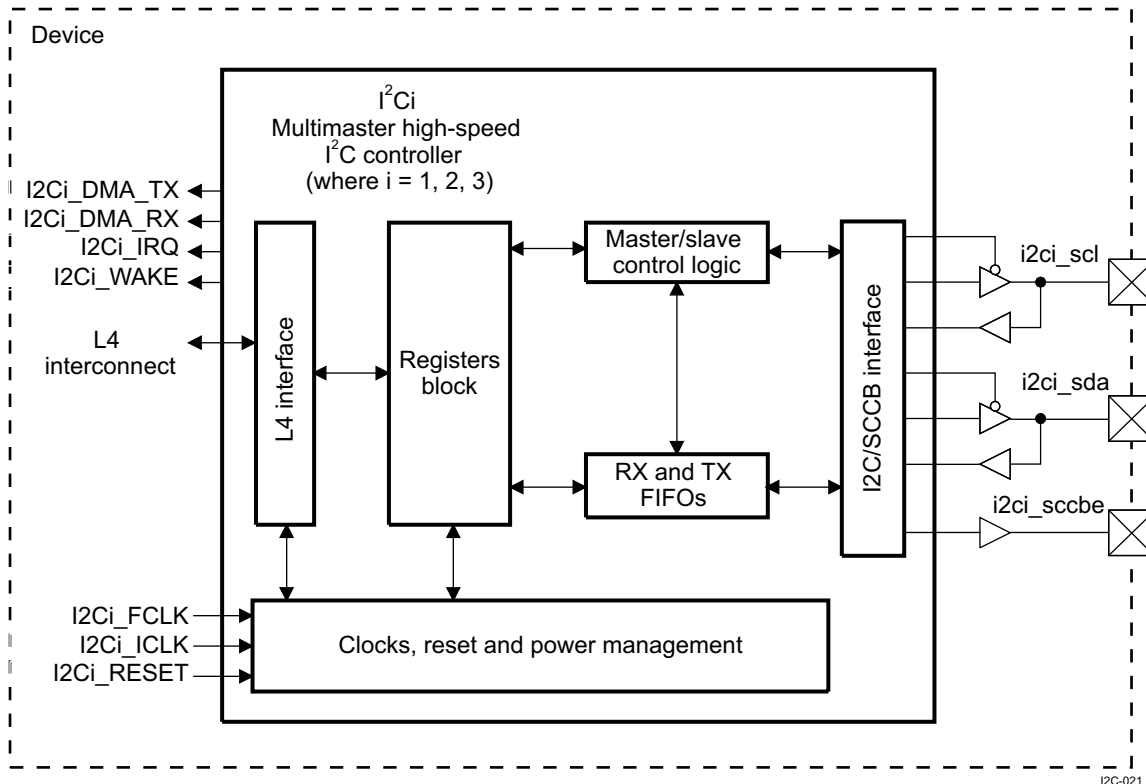 Device
I²Ci
Multimaster high-speed
I²C controller
(where i = 1, 2, 3)
I2Ci_DMA_TX
I2Ci_DMA_RX
I2Ci_IRQ
I2Ci_WAKE
L4
interconnect
L4 interface
Registers
block
Master/slave
control logic
RX and TX
FIFOs
I2C/SCCB interface
i2ci_scl
i2ci_sda
i2ci_sccbe
I2Ci_FCLK
I2Ci_ICLK
I2Ci_RESET
Clocks, reset and power management
I2C-021